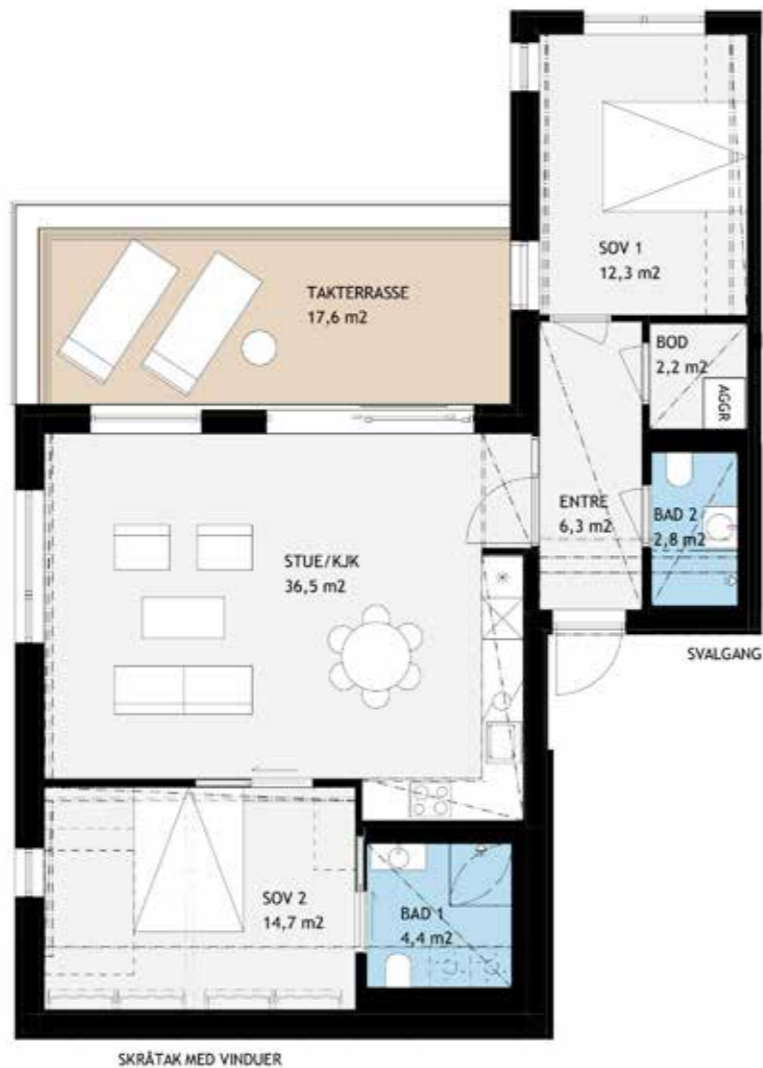 SOV 1
12,3 m2
TAKTERRASSE
17,6 m2
BOD
2,2 m2
AGGR
ENTRE
6,3 m2
BAD 2
2,8 m2
STUE/KJK
36,5 m2
SVALGANG
SOV 2
14,7 m2
BAD 1
4,4 m2
SKRÅTAK MED VINDUER